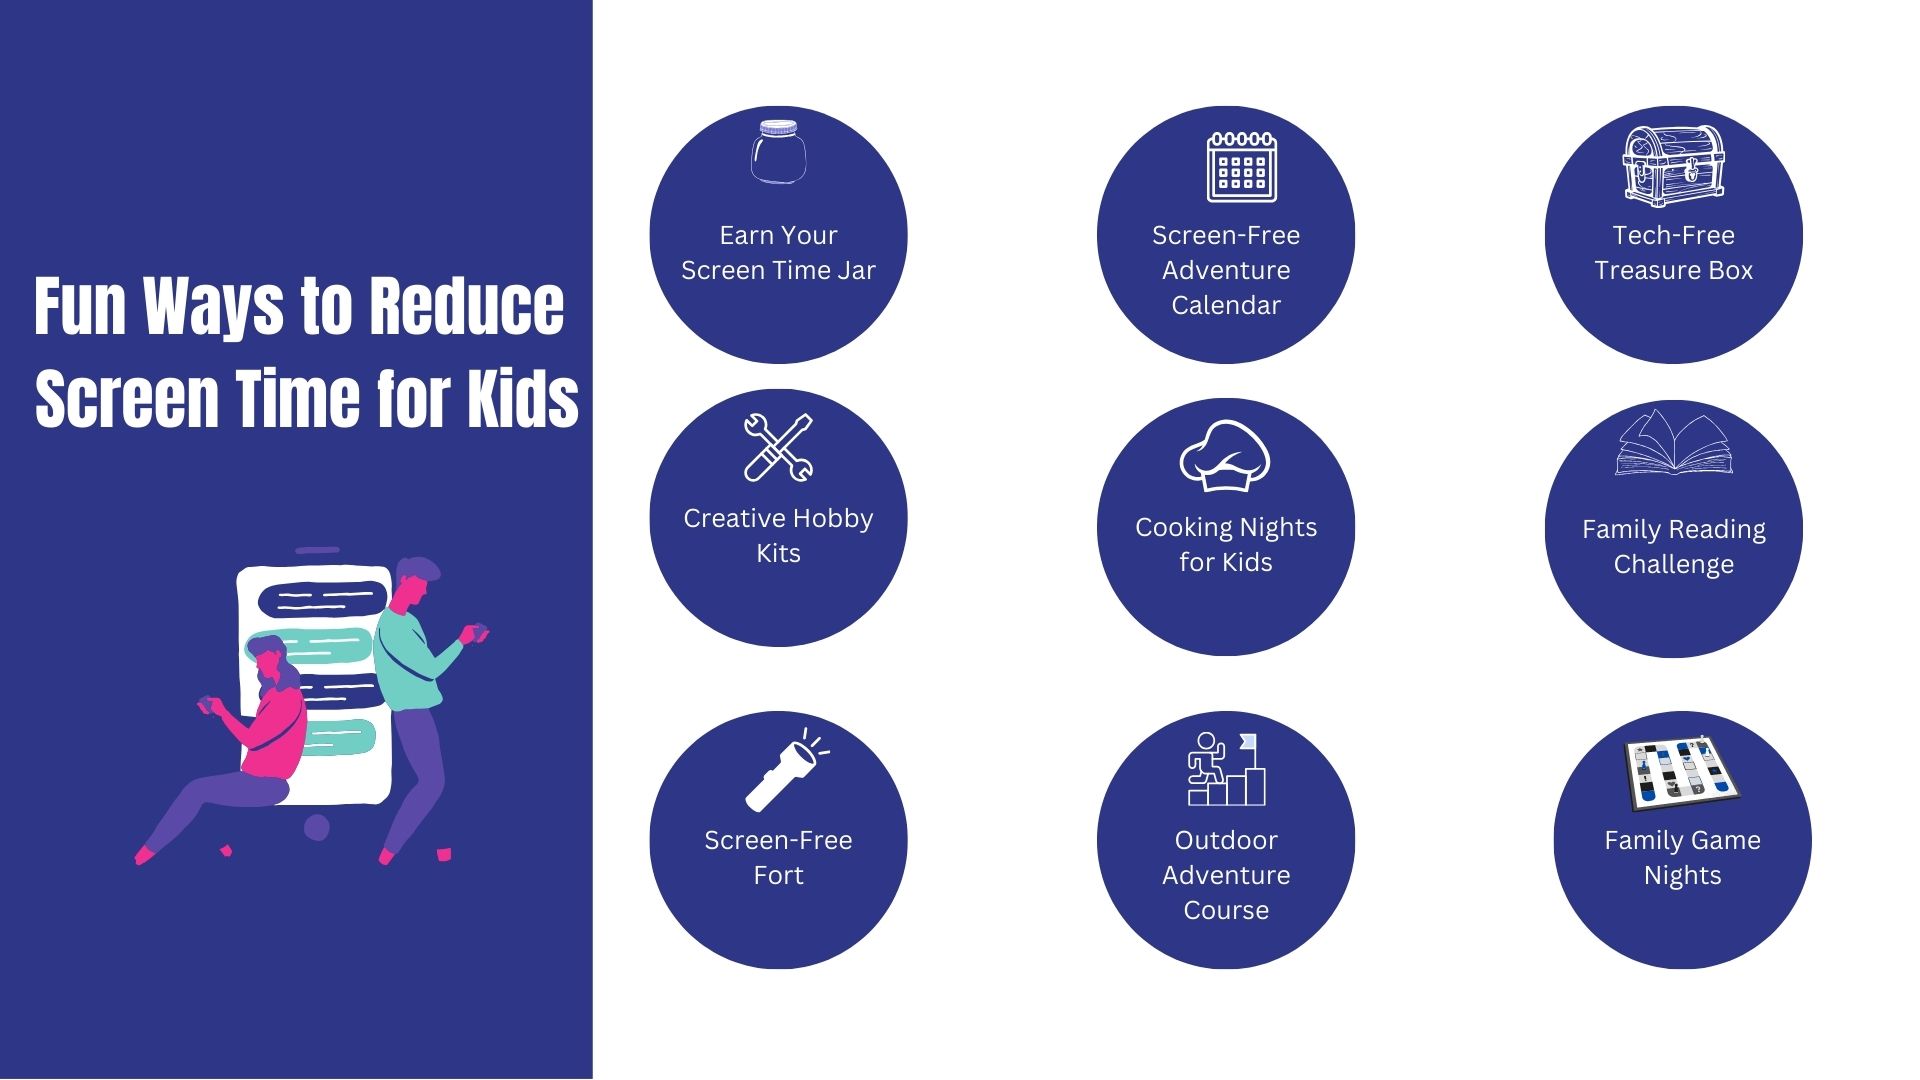 Fun Ways to Reduce
Screen Time for Kids
Earn Your
Screen Time Jar
Screen-Free
Adventure
Calendar
Tech-Free
Treasure Box
Creative Hobby
Kits
Cooking Nights
for Kids
Family Reading
Challenge
Screen-Free
Fort
Outdoor
Adventure
Course
Family Game
Nights